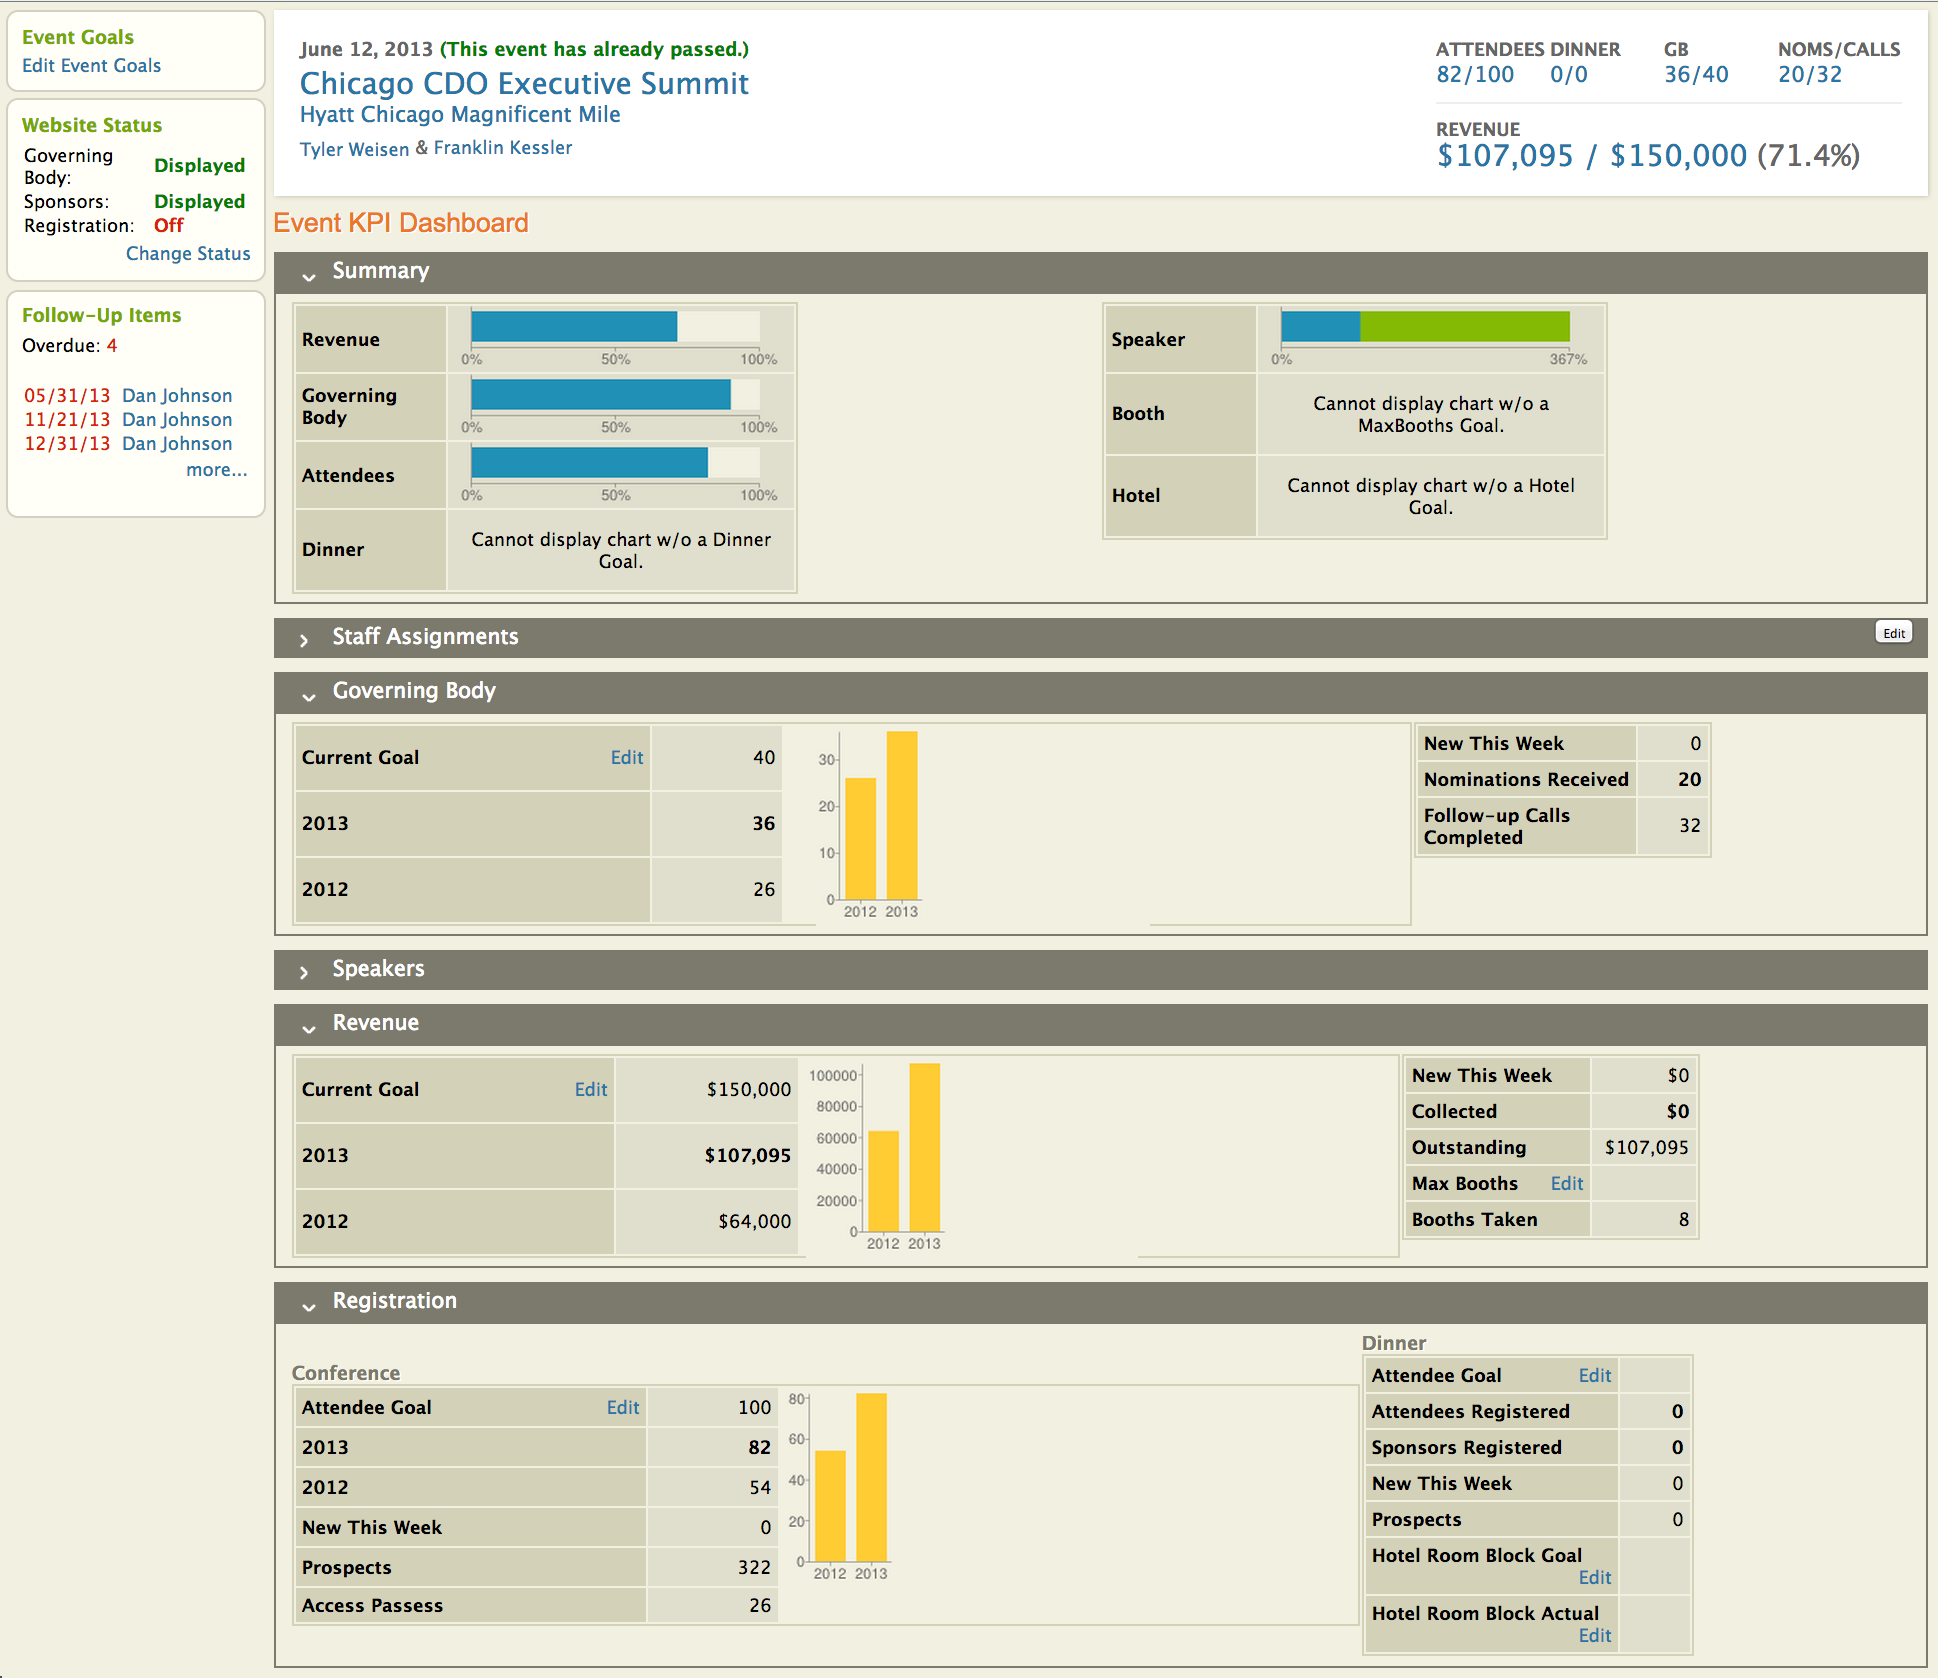 Event Goals
Edit Event Goals
Website Status
Governing
Body:
Displayed
Sponsors: Displayed
Registration: Off
Change Status
Follow-Up Items
Overdue: 4
05/31/13 Dan Johnson
11/21/13 Dan Johnson
12/31/13 Dan Johnson
more...
June 12, 2013 (This event has already passed.)
Chicago CDO Executive Summit
Hyatt Chicago Magnificent Mile
Tyler Weisen & Franklin Kessler
ATTENDEES DINNER GB NOMS/CALLS
82/100 0/0 36/40 20/32
REVENUE
$107,095 / $150,000 (71.4%)
Event KPI Dashboard
Summary
Revenue
0% 50% 100%
Governing
Body
0% 50% 100%
Attendees
0% 50% 100%
Dinner
Cannot display chart w/o a Dinner
Goal.
Speaker
0% 367%
Booth
Cannot display chart w/o a
MaxBooths Goal.
Hotel
Cannot display chart w/o a Hotel
Goal.
Staff Assignments
Edit
Governing Body
Current Goal Edit 40
2013 36
2012 26
30
20
10
0
2012 2013
New This Week 0
Nominations Received 20
Follow-up Calls
Completed
32
Speakers
Revenue
Current Goal Edit $150,000
2013 $107,095
2012 $64,000
100000
80000
60000
40000
20000
0
2012 2013
New This Week $0
Collected $0
Outstanding $107,095
Max Booths Edit
Booths Taken 8
Registration
Conference
Attendee Goal Edit 100
2013 82
2012 54
New This Week 0
Prospects 322
Access Passess 26
80
60
40
20
0
2012 2013
Dinner
Attendee Goal Edit
Attendees Registered 0
Sponsors Registered 0
New This Week 0
Prospects 0
Hotel Room Block Goal
Edit
Hotel Room Block Actual
Edit